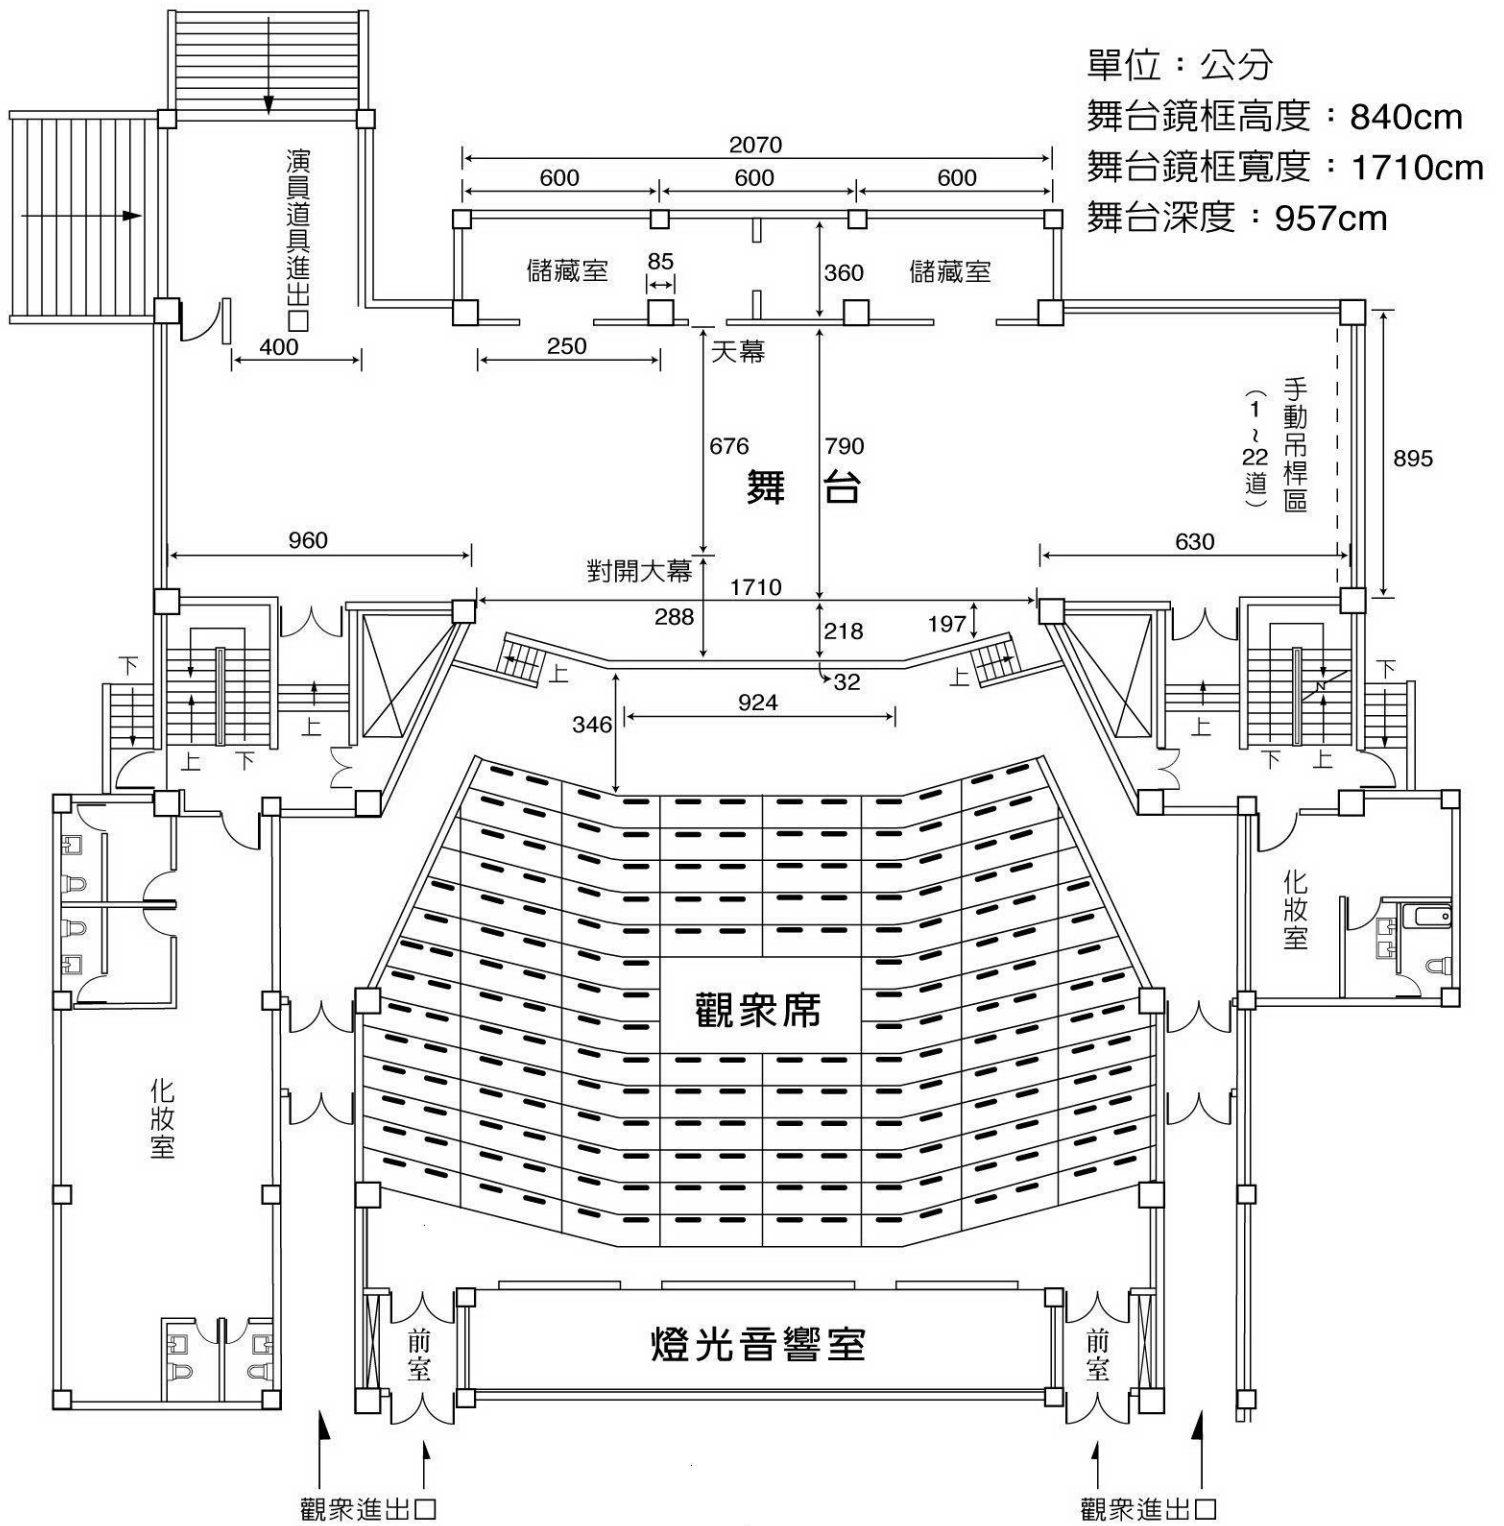 單位：公分
舞台鏡框高度：840cm
舞台鏡框寬度：1710cm
舞台深度：957cm
2070
600
600
600
演員道具進出口
儲藏室
85
360
儲藏室
400
250
天幕
手動吊桿區
（1~22道）
676
790
895
舞台
960
630
對開大幕
1710
288
218
197
下
上
上
下
32
924
346
上
上
下
上
下
上
化妝室
觀眾席
化妝室
燈光音響室
前室
前室
觀眾進出口
觀眾進出口